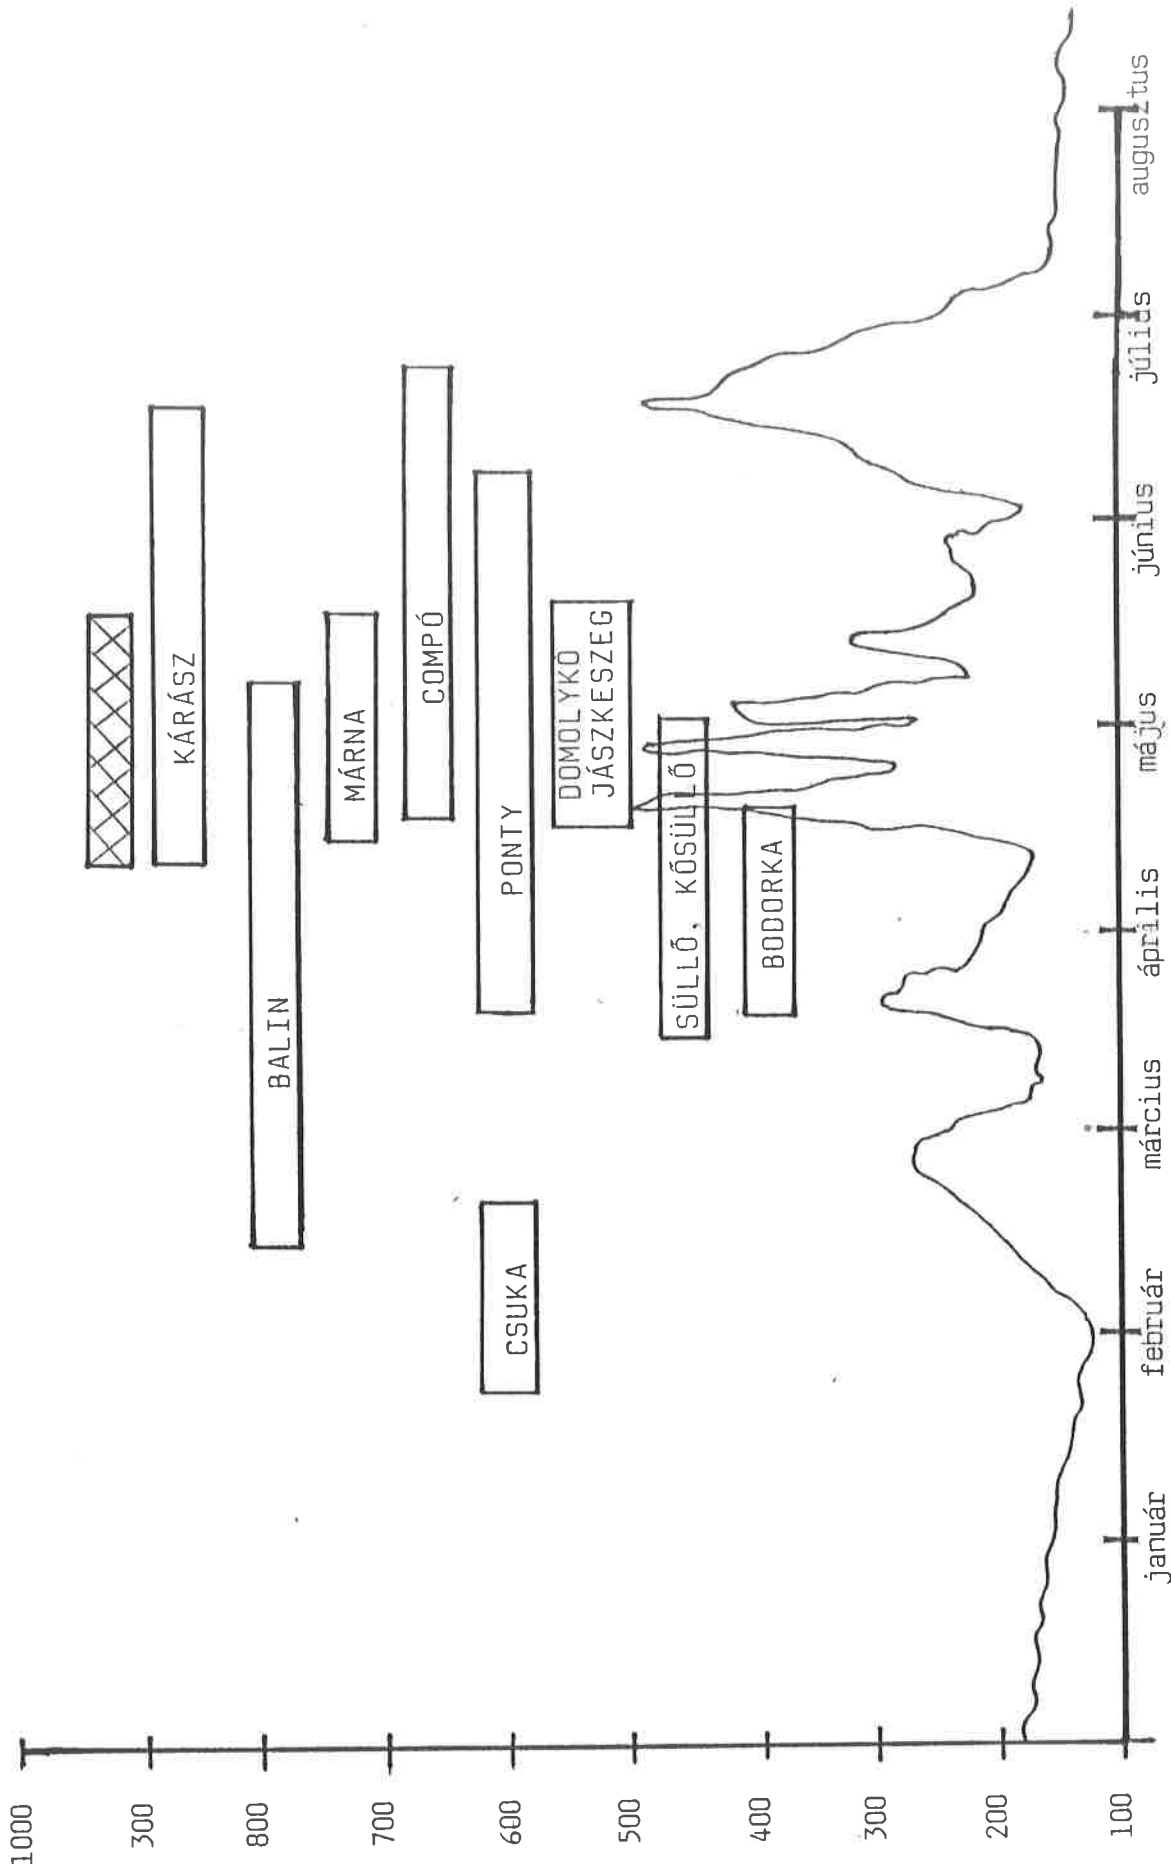 1000
300
800
700
600
500
400
300
200
100
KÁRÁSZ
BALIN
MÁRNA
COMPÓ
PONTY
CSUKA
DOMOLYKO
JÁSZKESZEG
SÜLLŐ, KŐSÜLLŐ
BODORKA
január
február
március
április
május
június
július
augusztus